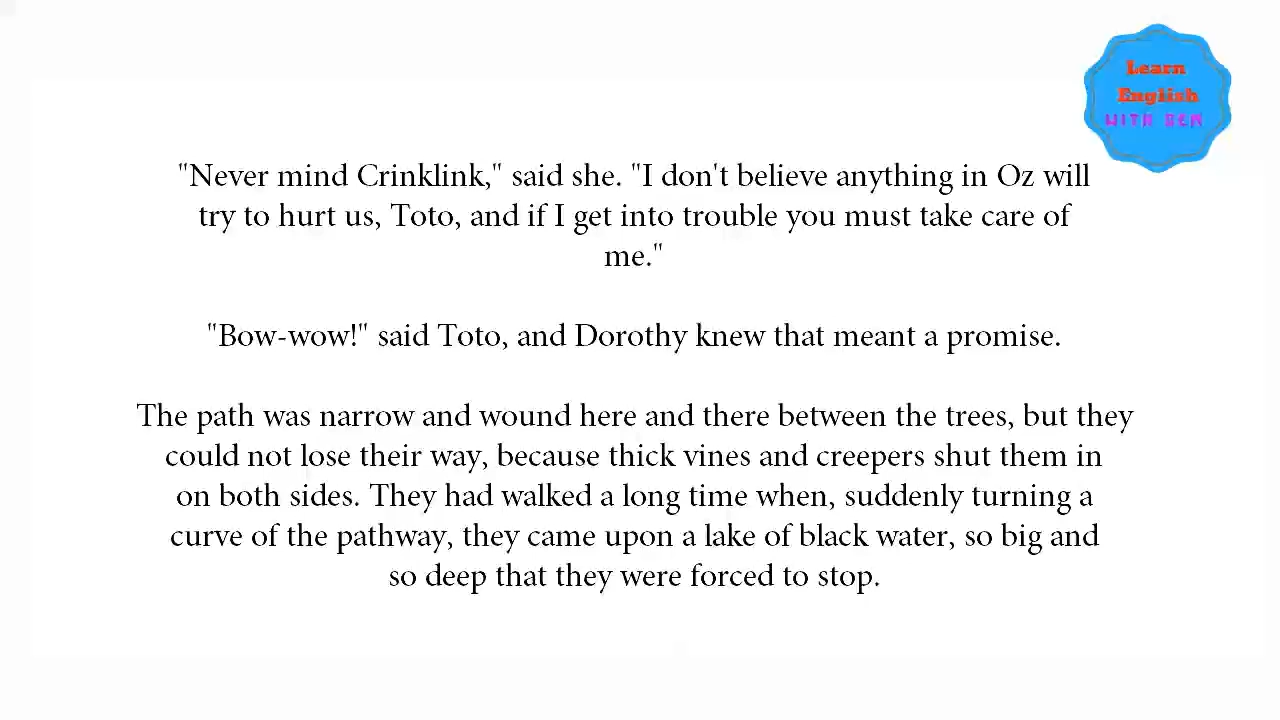 Learn
English
WITH BEN
"Never mind Crinklink," said she. "I don't believe anything in Oz will
try to hurt us, Toto, and if I get into trouble you must take care of
me."
"Bow-wow!" said Toto, and Dorothy knew that meant a promise.
The path was narrow and wound here and there between the trees, but they
could not lose their way, because thick vines and creepers shut them in
on both sides. They had walked a long time when, suddenly turning a
curve of the pathway, they came upon a lake of black water, so big and
so deep that they were forced to stop.